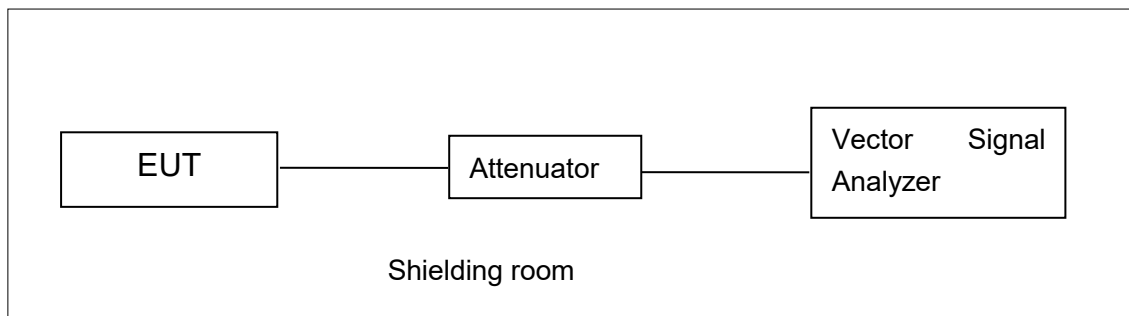 EUT
Attenuator
Vector Signal
Analyzer
Shielding room